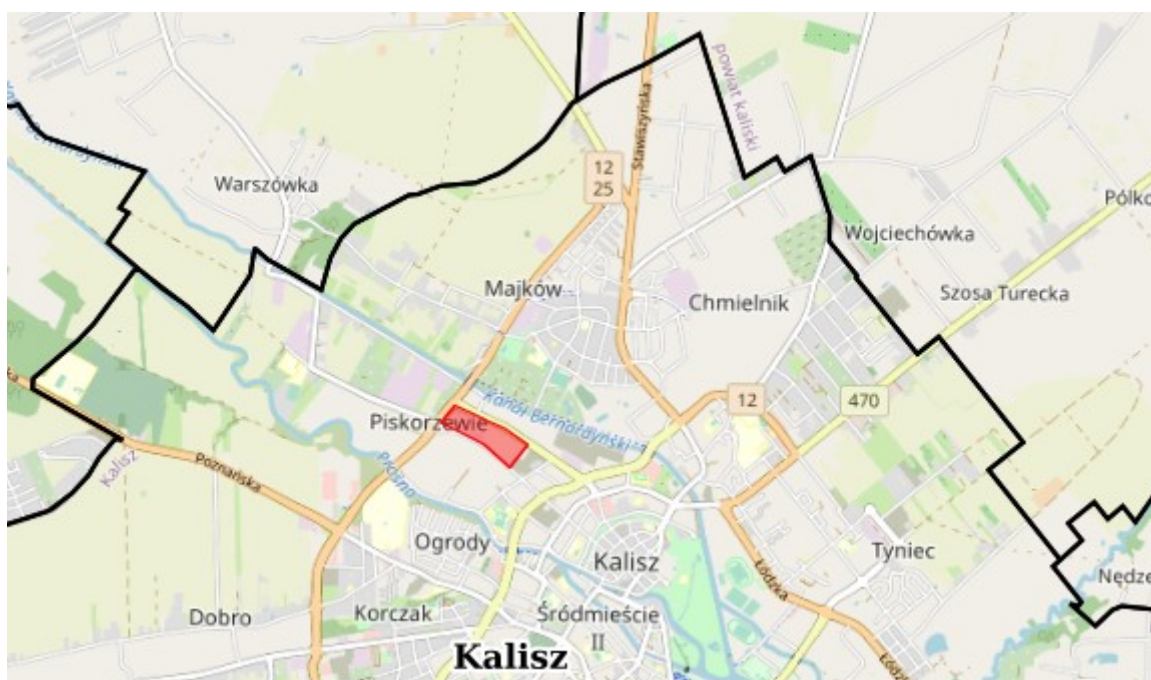 Stawiszyńska
powiat kaliski
12
25
Warszówka
Pólko
Wojciechówka
Majków
Chmielnik
Szosa Turecka
Kanał Bernardyński
12
470
Piskorzewie
Poznańska
Kalisz
Prosna
Ogrody
Kalisz
Tyniec
Łódzka
Nędze
Dobro
Korczak
Śródmieście
II
Kalisz
Łódz